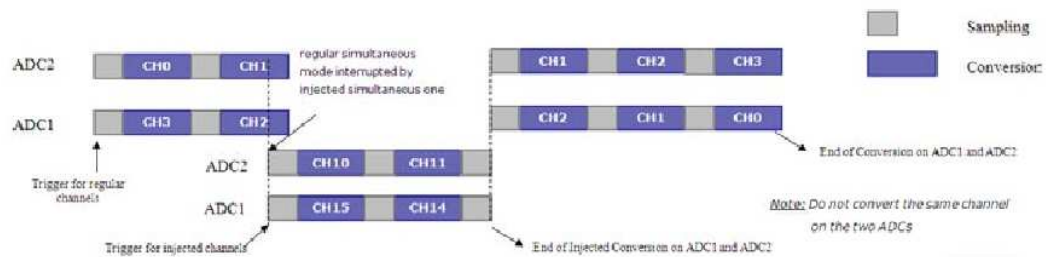 ADC2
CH0 CH1
regular simultaneous
mode interrupted by
injected simultaneous one
CH1 CH2 CH3
Sampling
Conversion
ADC1
CH3 CH2
CH2 CH1 CH0
Trigger for regular
channels
ADC2
CH10 CH11
End of Conversion on ADC1 and ADC2
ADC1
CH15 CH14
Note: Do not convert the same channel
on the two ADCs
Trigger for injected channels
End of Injected Conversion on ADC1 and ADC2